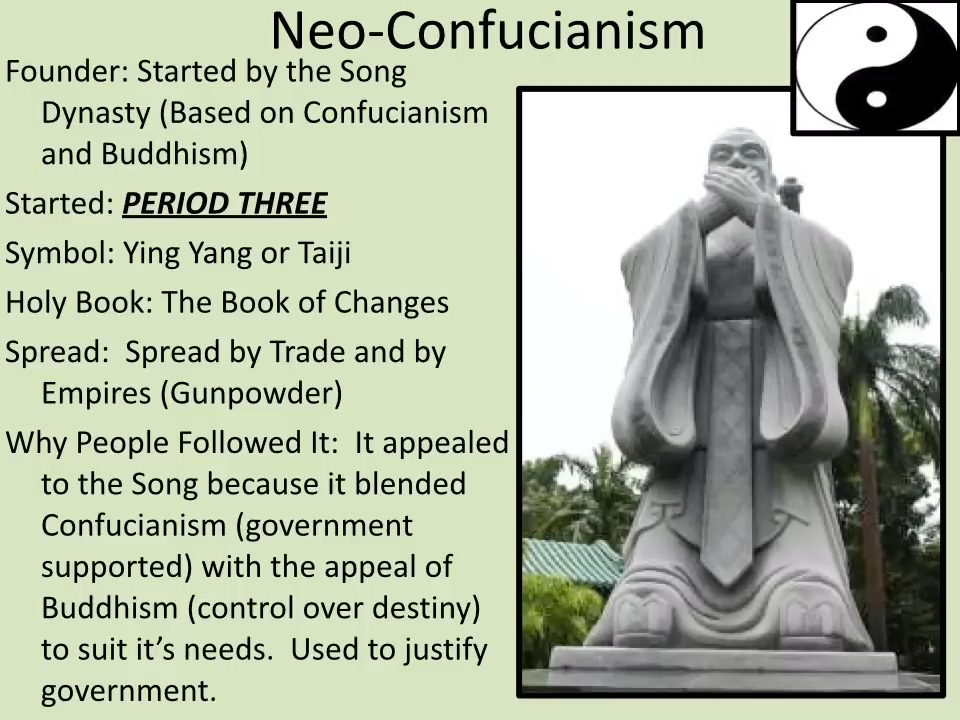 Neo-Confucianism
Founder: Started by the Song
Dynasty (Based on Confucianism
and Buddhism)
Started: PERIOD THREE
Symbol: Ying Yang or Taiji
Holy Book: The Book of Changes
Spread:  Spread by Trade and by
Empires (Gunpowder)
Why People Followed It:  It appealed
to the Song because it blended
Confucianism (government
supported) with the appeal of
Buddhism (control over destiny)
to suit it’s needs.  Used to justify
government.